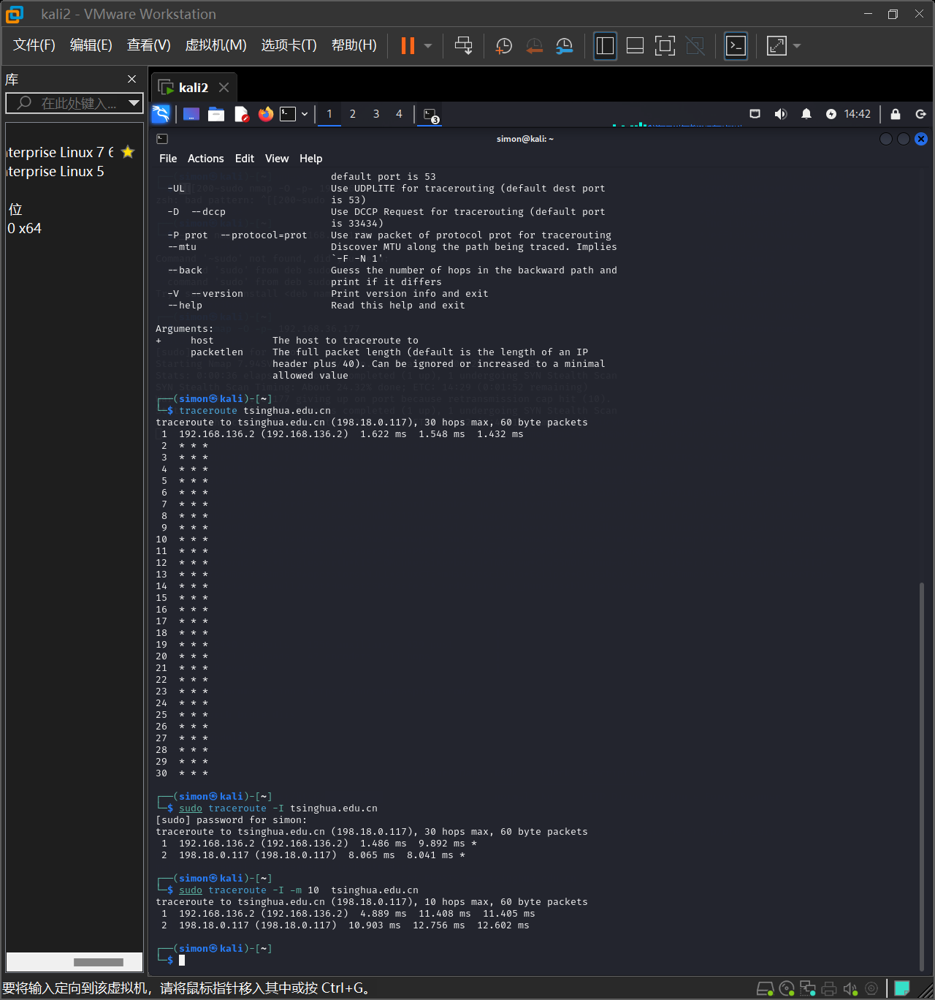 kali2 - VMware Workstation
文件(F) 编辑(E) 查看(V) 虚拟机(M) 选项卡(T) 帮助(H)
库
在此处键入...
terprise Linux 7 6
terprise Linux 5
位
0 x64
kali2
1 2 3 4
3
14:42
simon@kali: ~
File Actions Edit View Help
default port is 53
-UL Use UDPLITE for tracerouting (default dest port
is 53)
-D --dccp Use DCCP Request for tracerouting (default port
is 33434)
-P prot --protocol=prot Use raw packet of protocol prot for tracerouting
--mtu Discover MTU along the path being traced. Implies
`-F -N 1'
--back Guess the number of hops in the backward path and
print if it differs
-V --version Print version info and exit
--help Read this help and exit
Arguments:
+ host The host to traceroute to
packetlen The full packet length (default is the length of an IP
header plus 40). Can be ignored or increased to a minimal
allowed value
┌──(simon㉿kali)-[~]
└─$ traceroute tsinghua.edu.cn
traceroute to tsinghua.edu.cn (198.18.0.117), 30 hops max, 60 byte packets
1 192.168.136.2 (192.168.136.2) 1.622 ms 1.548 ms 1.432 ms
2 * * *
3 * * *
4 * * *
5 * * *
6 * * *
7 * * *
8 * * *
9 * * *
10 * * *
11 * * *
12 * * *
13 * * *
14 * * *
15 * * *
16 * * *
17 * * *
18 * * *
19 * * *
20 * * *
21 * * *
22 * * *
23 * * *
24 * * *
25 * * *
26 * * *
27 * * *
28 * * *
29 * * *
30 * * *
┌──(simon㉿kali)-[~]
└─$ sudo traceroute -I tsinghua.edu.cn
[sudo] password for simon:
traceroute to tsinghua.edu.cn (198.18.0.117), 30 hops max, 60 byte packets
1 192.168.136.2 (192.168.136.2) 1.486 ms 9.892 ms *
2 198.18.0.117 (198.18.0.117) 8.065 ms 8.041 ms *
┌──(simon㉿kali)-[~]
└─$ sudo traceroute -I -m 10 tsinghua.edu.cn
traceroute to tsinghua.edu.cn (198.18.0.117), 10 hops max, 60 byte packets
1 192.168.136.2 (192.168.136.2) 4.889 ms 11.408 ms 11.405 ms
2 198.18.0.117 (198.18.0.117) 10.903 ms 12.756 ms 12.602 ms
┌──(simon㉿kali)-[~]
└─$
要将输入定向到该虚拟机，请将鼠标指针移入其中或按 Ctrl+G。